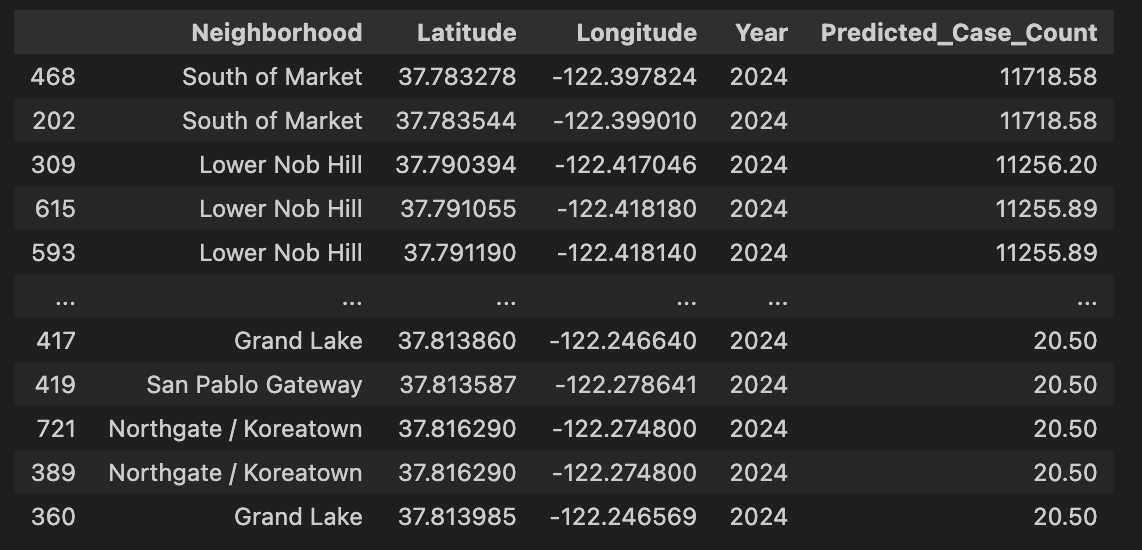 Neighborhood Latitude Longitude Year Predicted_Case_Count
468 South of Market 37.783278 -122.397824 2024 11718.58
202 South of Market 37.783544 -122.399010 2024 11718.58
309 Lower Nob Hill 37.790394 -122.417046 2024 11256.20
615 Lower Nob Hill 37.791055 -122.418180 2024 11255.89
593 Lower Nob Hill 37.791190 -122.418140 2024 11255.89
... ... ... ... ... ...
417 Grand Lake 37.813860 -122.246640 2024 20.50
419 San Pablo Gateway 37.813587 -122.278641 2024 20.50
721 Northgate / Koreatown 37.816290 -122.274800 2024 20.50
389 Northgate / Koreatown 37.816290 -122.274800 2024 20.50
360 Grand Lake 37.813985 -122.246569 2024 20.50